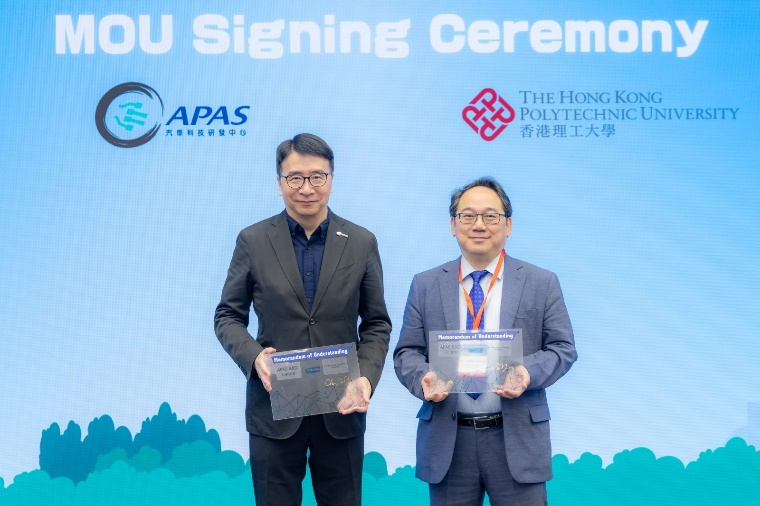 MOU Signing Ceremony
APAS
汽車科技研發中心
THE HONG KONG
POLYTECHNIC UNIVERSITY
香港理工大學
Memorandum of Understanding
Memorandum of Understanding